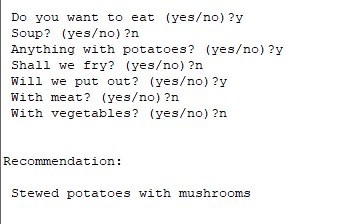 Do you want to eat (yes/no)?y
Soup? (yes/no)?n
Anything with potatoes? (yes/no)?y
Shall we fry? (yes/no)?n
Will we put out? (yes/no)?y
With meat? (yes/no)?n
With vegetables? (yes/no)?n
Recommendation:
Stewed potatoes with mushrooms